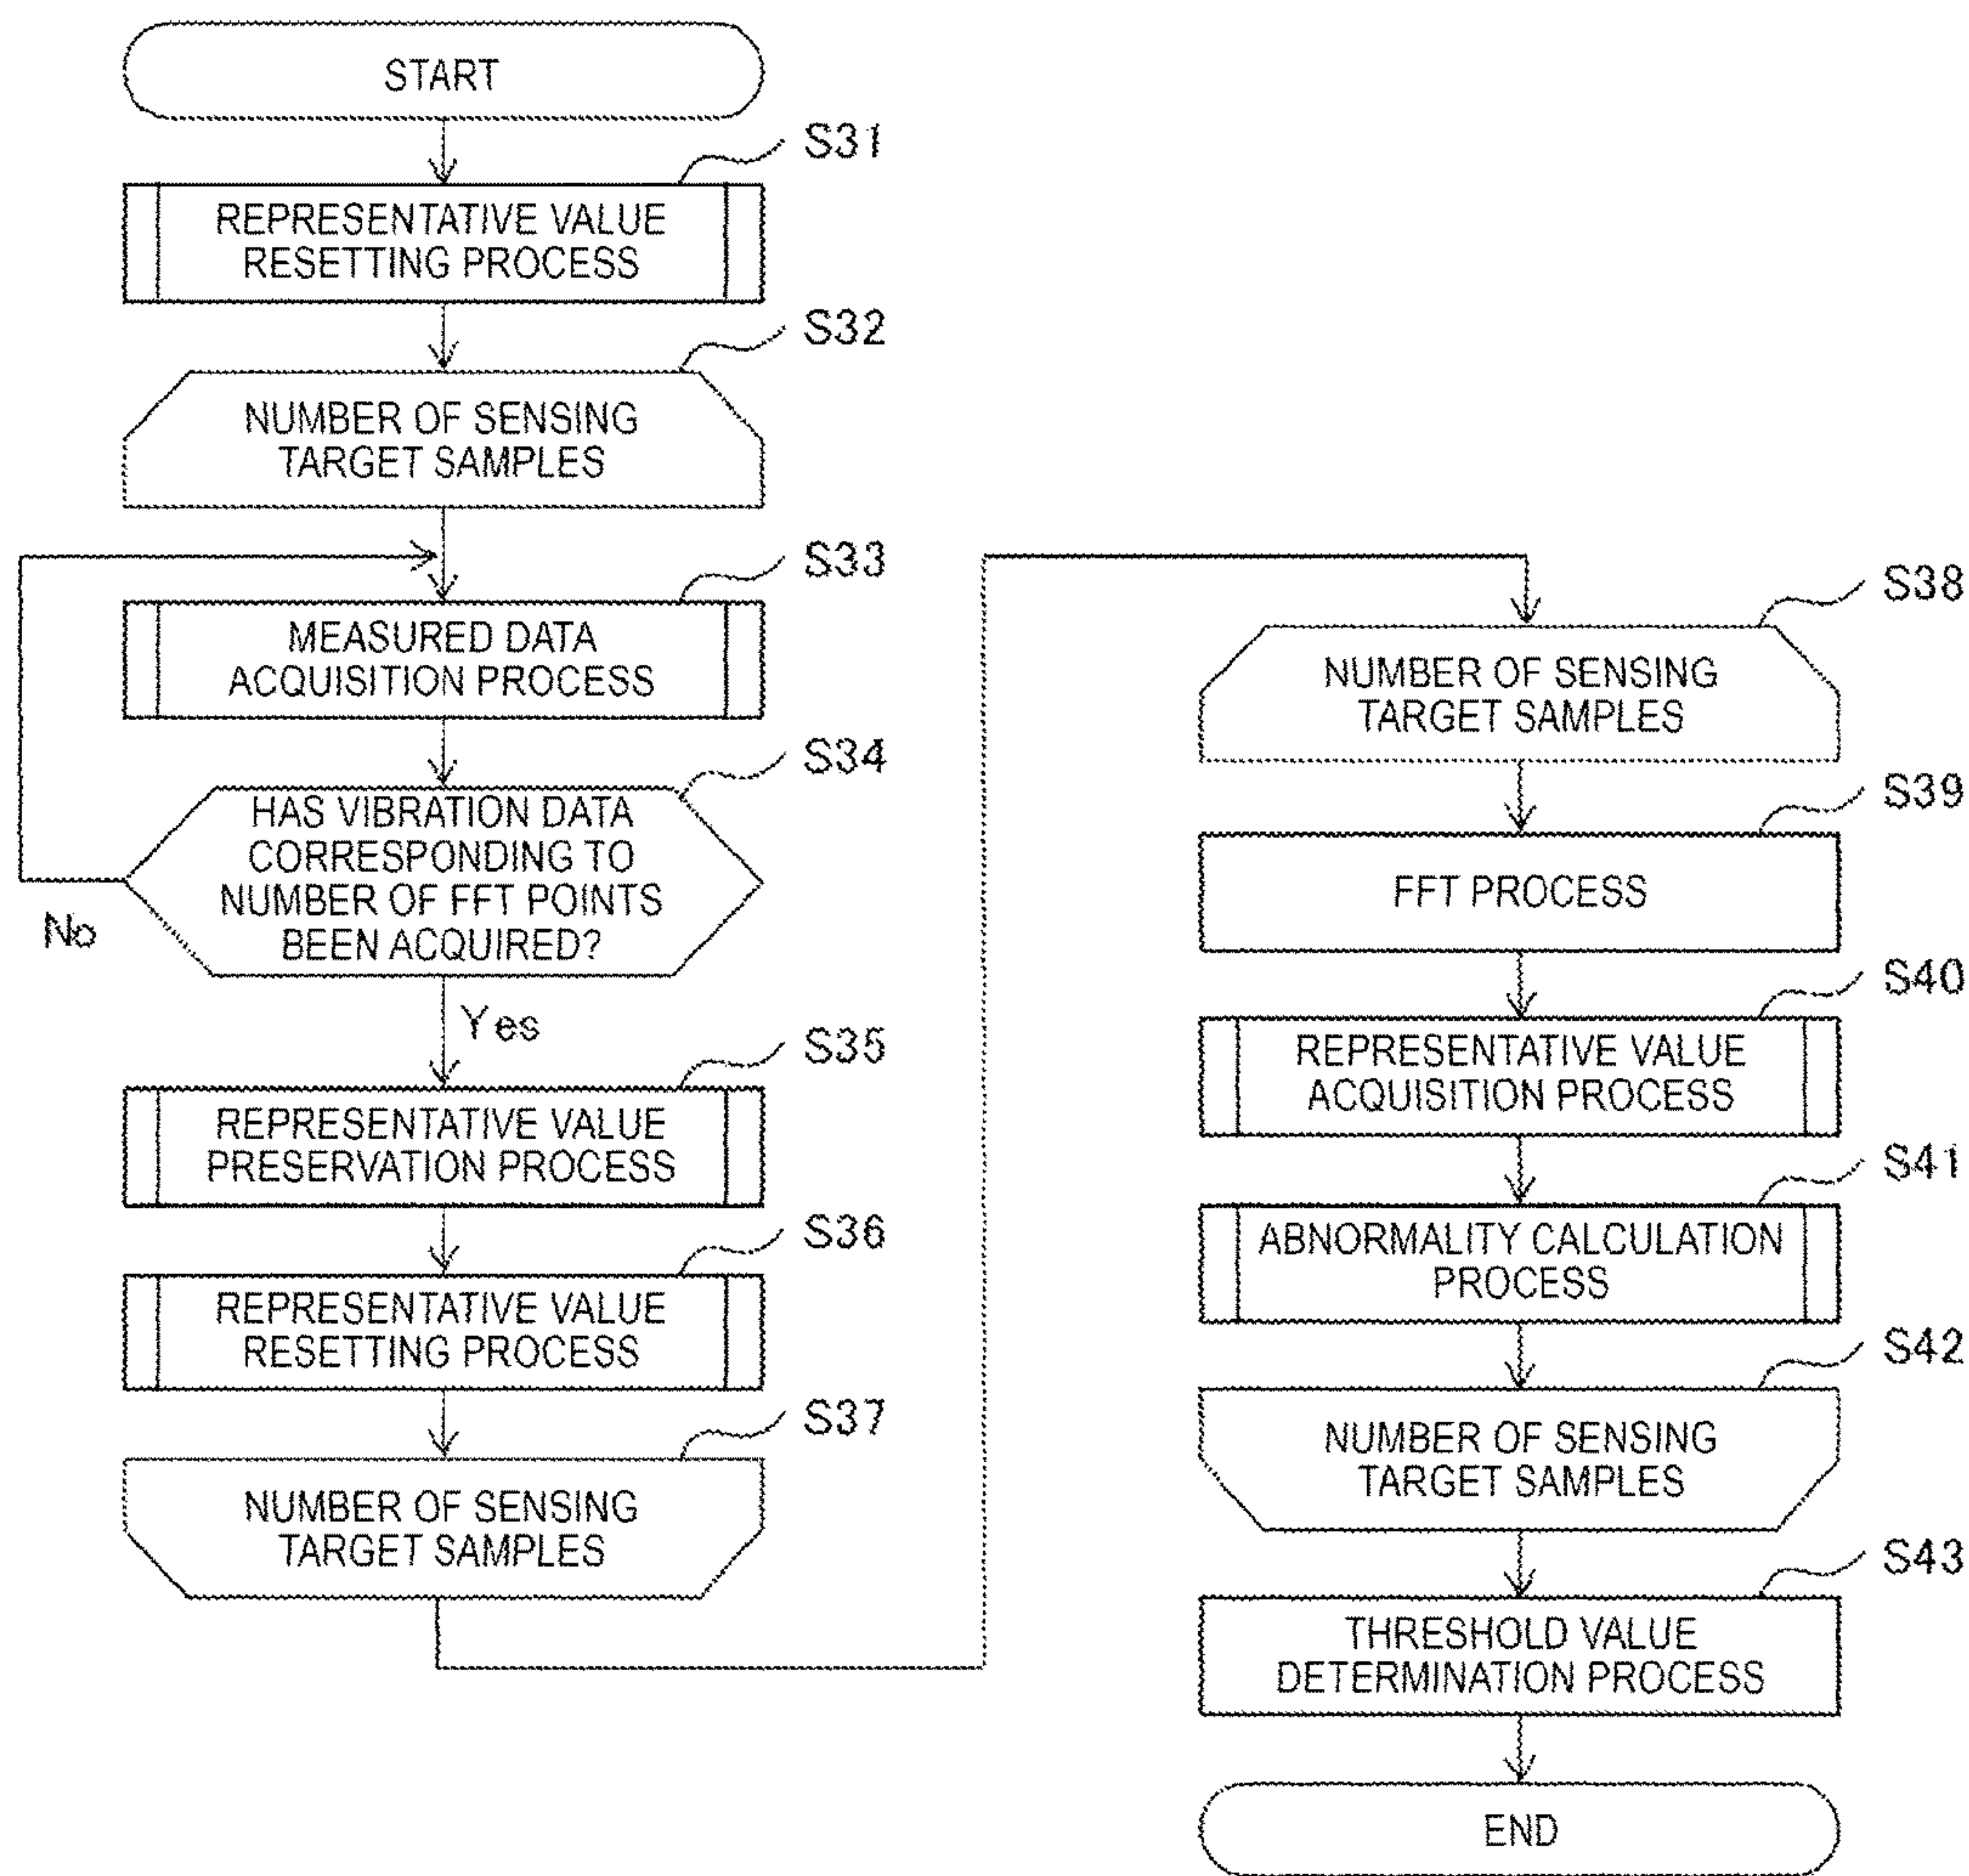 START
S31
REPRESENTATIVE VALUE
RESETTING PROCESS
S32
NUMBER OF SENSING
TARGET SAMPLES
S33
MEASURED DATA
ACQUISITION PROCESS
S34
HAS VIBRATION DATA
CORRESPONDING TO
NUMBER OF FFT POINTS
BEEN ACQUIRED?
No
Yes
S35
REPRESENTATIVE VALUE
PRESERVATION PROCESS
S36
REPRESENTATIVE VALUE
RESETTING PROCESS
S37
NUMBER OF SENSING
TARGET SAMPLES
S38
NUMBER OF SENSING
TARGET SAMPLES
S39
FFT PROCESS
S40
REPRESENTATIVE VALUE
ACQUISITION PROCESS
S41
ABNORMALITY CALCULATION
PROCESS
S42
NUMBER OF SENSING
TARGET SAMPLES
S43
THRESHOLD VALUE
DETERMINATION PROCESS
END